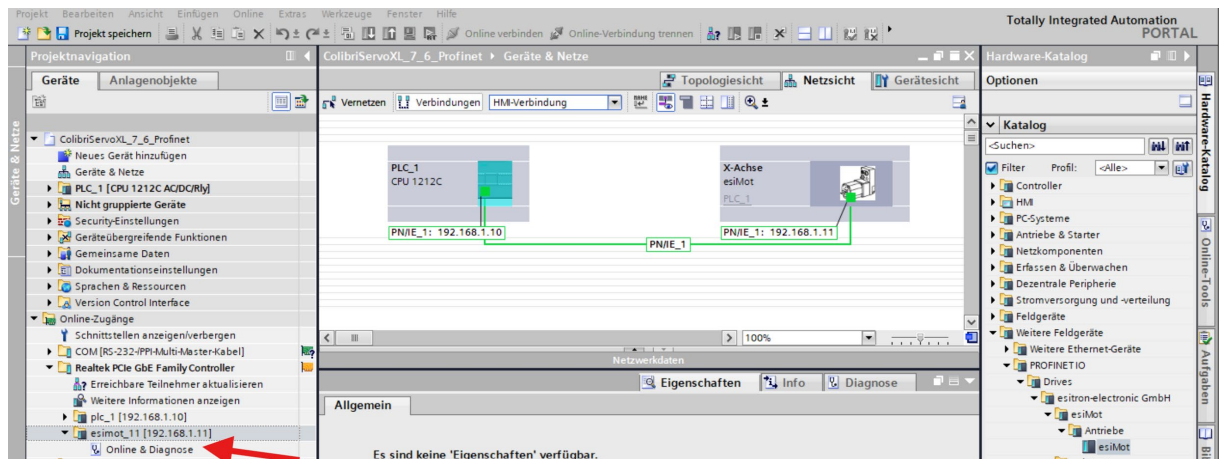 Projekt Bearbeiten Ansicht Einfügen Online Extras Werkzeuge Fenster Hilfe
Totally Integrated Automation
PORTAL
Projekt speichern
Online verbinden
Online-Verbindung trennen
Projektnavigation
ColibriServoXL_7_6_Profinet Geräte & Netze
Hardware-Katalog
Geräte
Anlagenobjekte
Topologiesicht
Netzsicht
Gerätesicht
Optionen
Vernetzen
Verbindungen
HMI-Verbindung
Geräte & Netze
ColibriServoXL_7_6_Profinet
Neues Gerät hinzufügen
Geräte & Netze
PLC_1 [CPU 1212C AC/DC/Rly]
Nicht gruppierte Geräte
Security-Einstellungen
Geräteübergreifende Funktionen
Gemeinsame Daten
Dokumentationseinstellungen
Sprachen & Ressourcen
Version Control Interface
Online-Zugänge
Schnittstellen anzeigen/verbergen
COM [RS-232-/PPI-Multi-Master-Kabel]
Realtek PCIe GbE Family Controller
Erreichbare Teilnehmer aktualisieren
Weitere Informationen anzeigen
plc_1 [192.168.1.10]
esimot_11 [192.168.1.11]
Online & Diagnose
PLC_1
CPU 1212C
X-Achse
esiMot
PLC_1
PN/IE_1: 192.168.1.10
PN/IE_1: 192.168.1.11
PN/IE_1
100%
Netzwerkdaten
Eigenschaften
Info
Diagnose
Allgemein
Es sind keine 'Eigenschaften' verfügbar.
Katalog
<Suchen>
Filter
Profil:
<Alle>
Controller
HMI
PC-Systeme
Antriebe & Starter
Netzkomponenten
Erfassen & Überwachen
Dezentrale Peripherie
Stromversorgung und -verteilung
Feldgeräte
Weitere Feldgeräte
Weitere Ethernet-Geräte
PROFINET IO
Drives
esitron-electronic GmbH
esiMot
Antriebe
esiMot
Hardware-Katalog
Online-Tools
Aufgaben